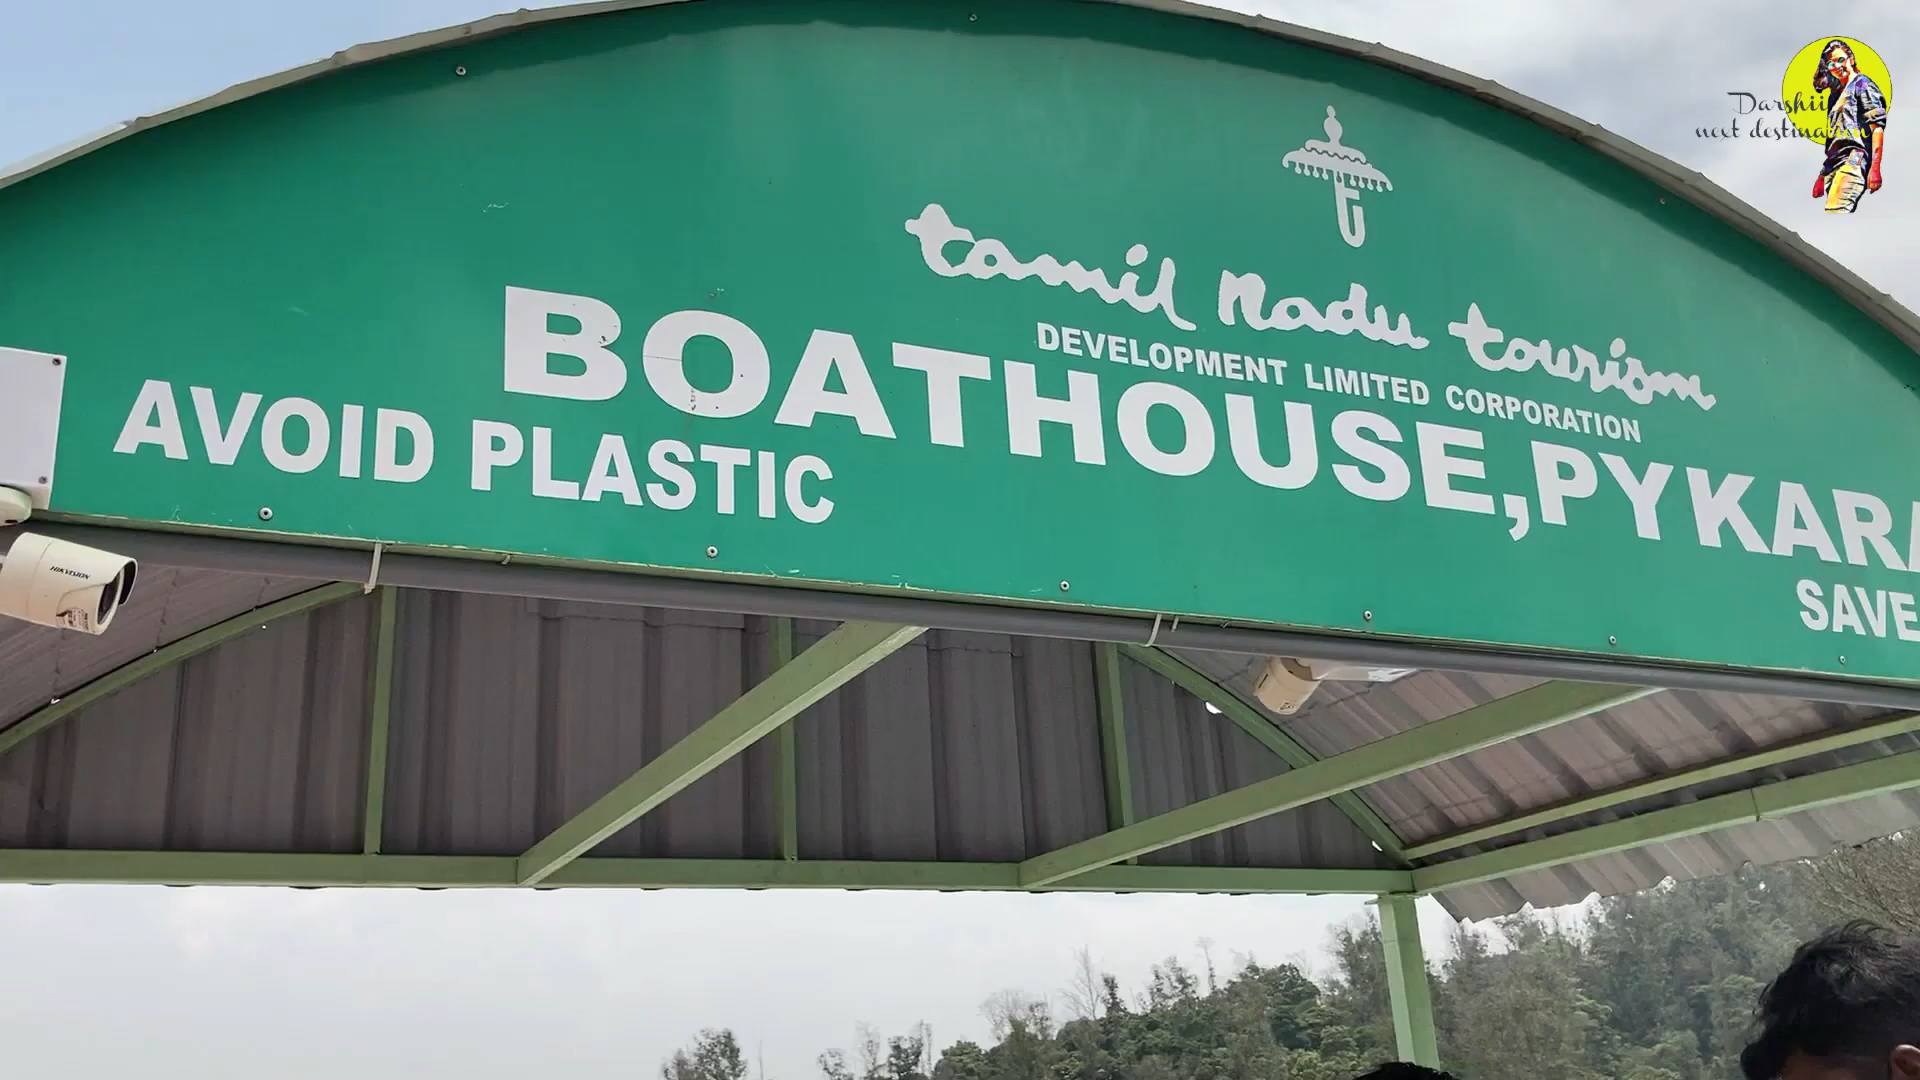 Darshii
next destination
tamil nadu tourism
DEVELOPMENT LIMITED CORPORATION
BOATHOUSE,PYKARA
AVOID PLASTIC
SAVE
HIKVISION